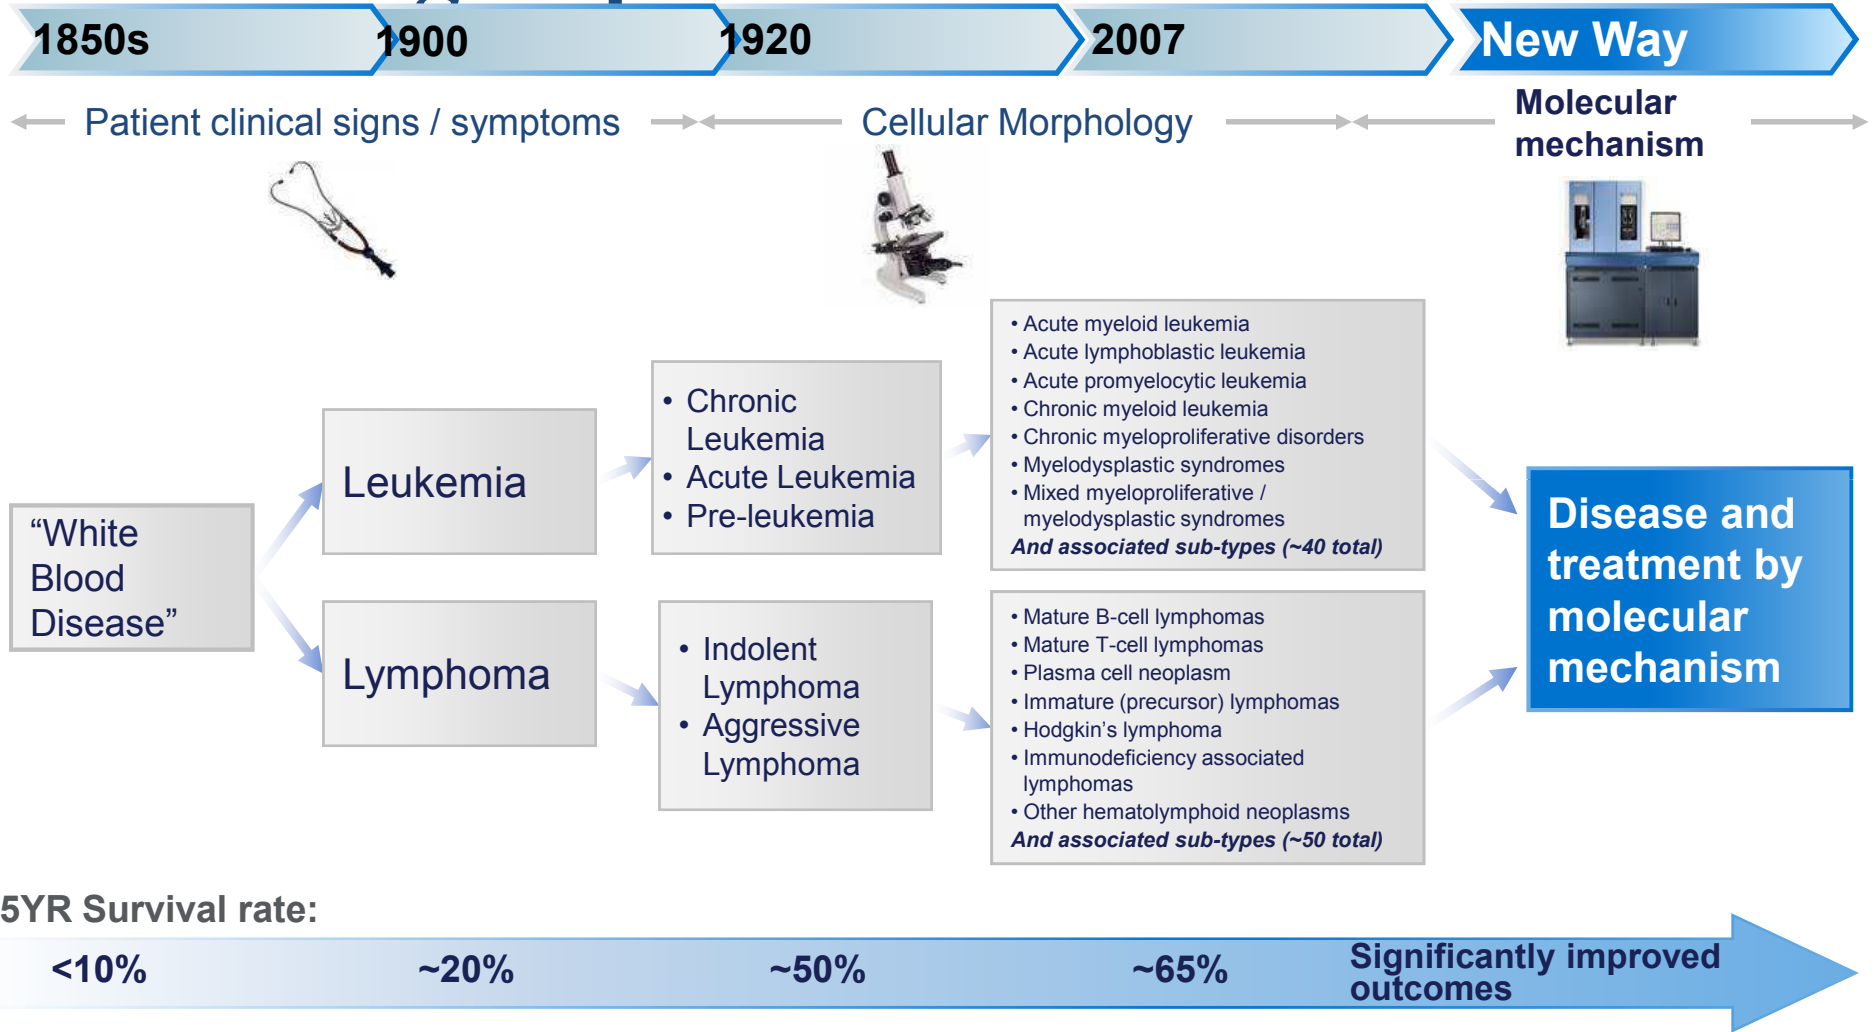 1850s
1900
1920
2007
New Way
Patient clinical signs / symptoms
Cellular Morphology
Molecular
mechanism
“White
Blood
Disease”
Leukemia
Lymphoma
• Chronic
Leukemia
• Acute Leukemia
• Pre-leukemia
• Indolent
Lymphoma
• Aggressive
Lymphoma
• Acute myeloid leukemia
• Acute lymphoblastic leukemia
• Acute promyelocytic leukemia
• Chronic myeloid leukemia
• Chronic myeloproliferative disorders
• Myelodysplastic syndromes
• Mixed myeloproliferative /
myelodysplastic syndromes
And associated sub-types (~40 total)
• Mature B-cell lymphomas
• Mature T-cell lymphomas
• Plasma cell neoplasm
• Immature (precursor) lymphomas
• Hodgkin’s lymphoma
• Immunodeficiency associated
lymphomas
• Other hematolymphoid neoplasms
And associated sub-types (~50 total)
Disease and
treatment by
molecular
mechanism
5YR Survival rate:
<10%
~20%
~50%
~65%
Significantly improved
outcomes